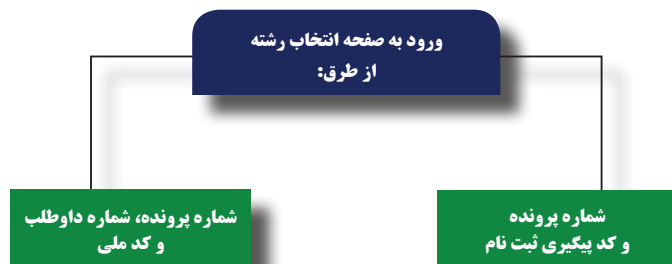 ورود به صفحه انتخاب رشته
از طرق:
شماره پرونده
و کد پیگیری ثبت نام
شماره پرونده، شماره داوطلب
و کد ملی